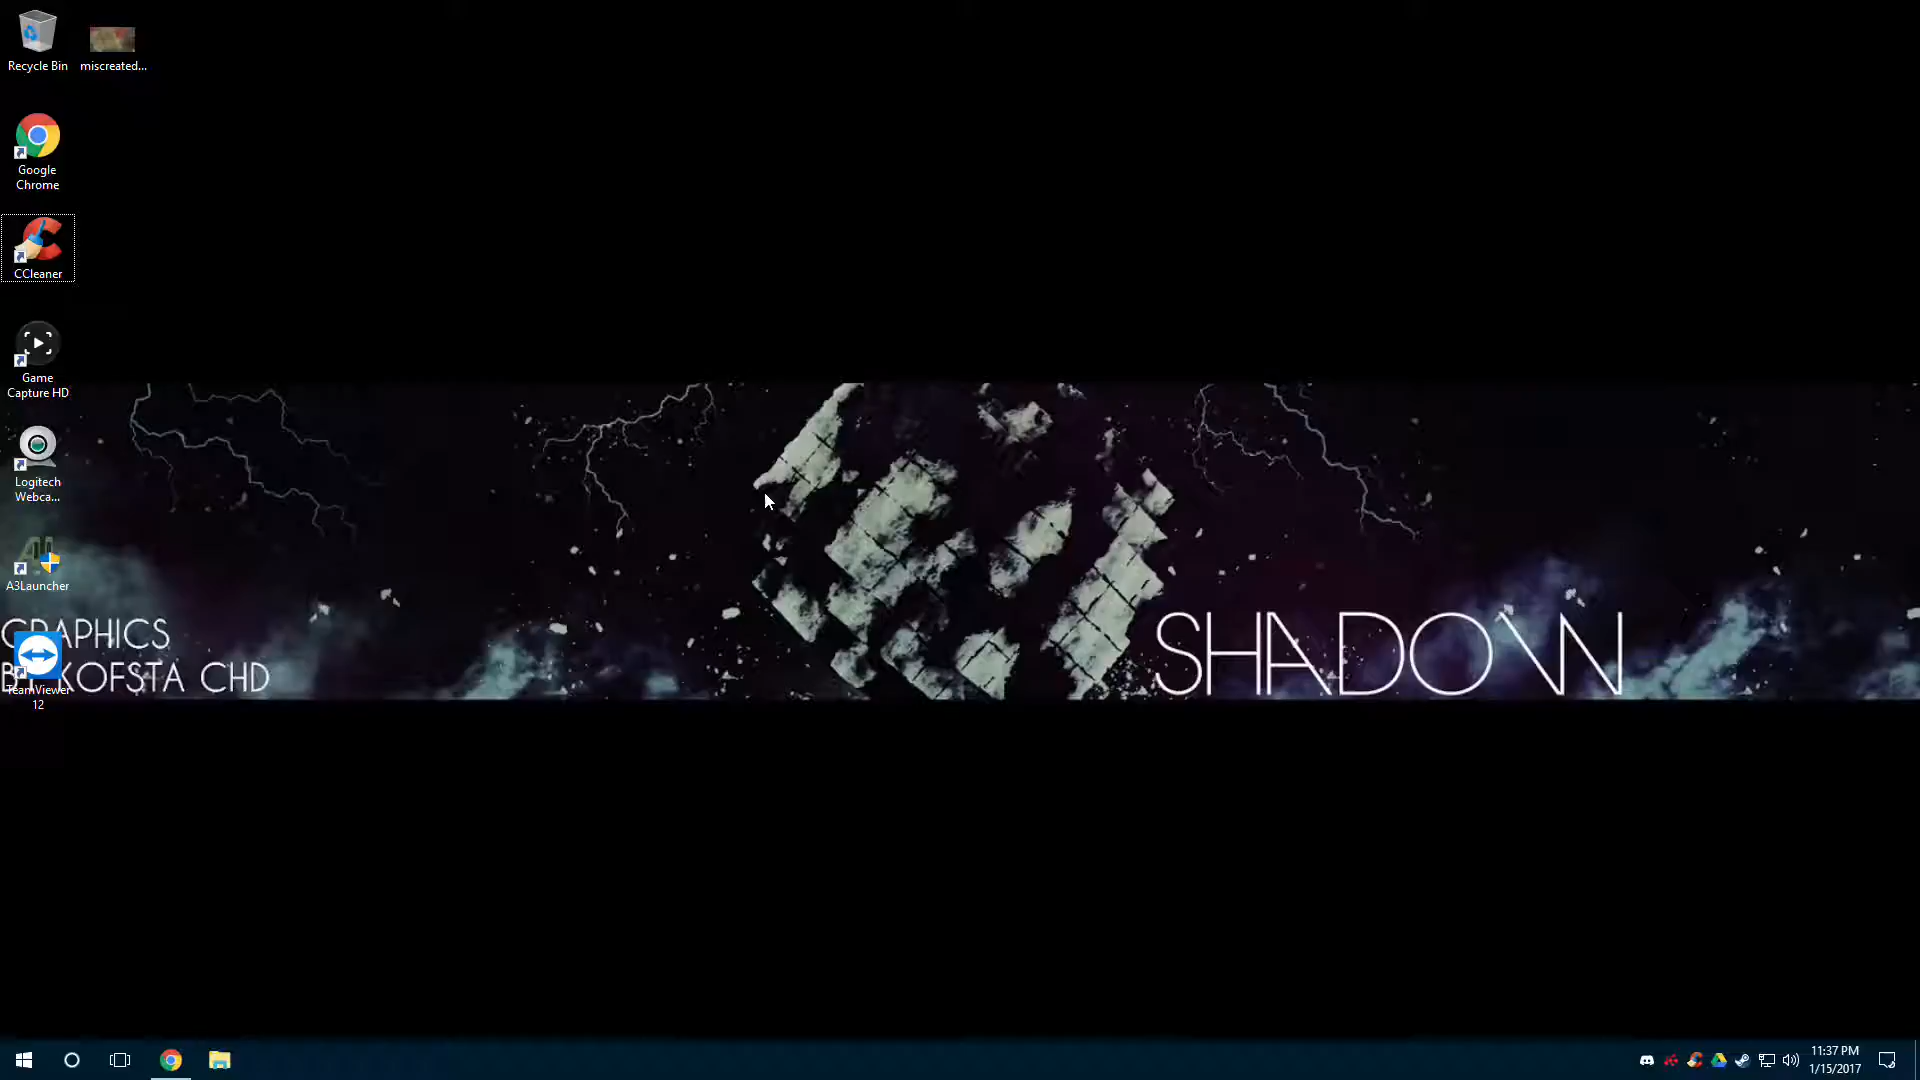 Recycle Bin
miscreated...
Google
Chrome
CCleaner
Game
Capture HD
Logitech
Webca...
A3Launcher
GRAPHICS
BY KOFSTA CHD
TeamViewer
12
SHADOW
11:37 PM
1/15/2017